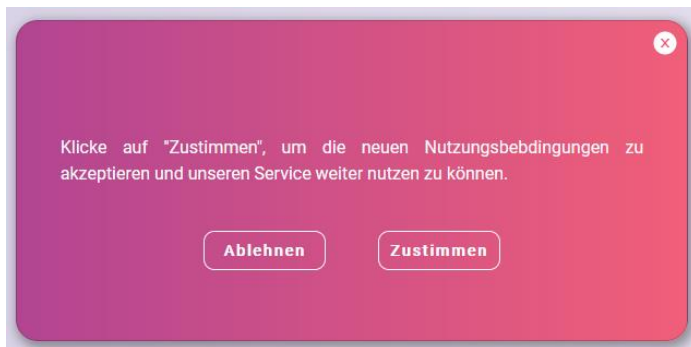 X
Klicke auf "Zustimmen", um die neuen Nutzungsbebdingungen zu
akzeptieren und unseren Service weiter nutzen zu können.
Ablehnen Zustimmen